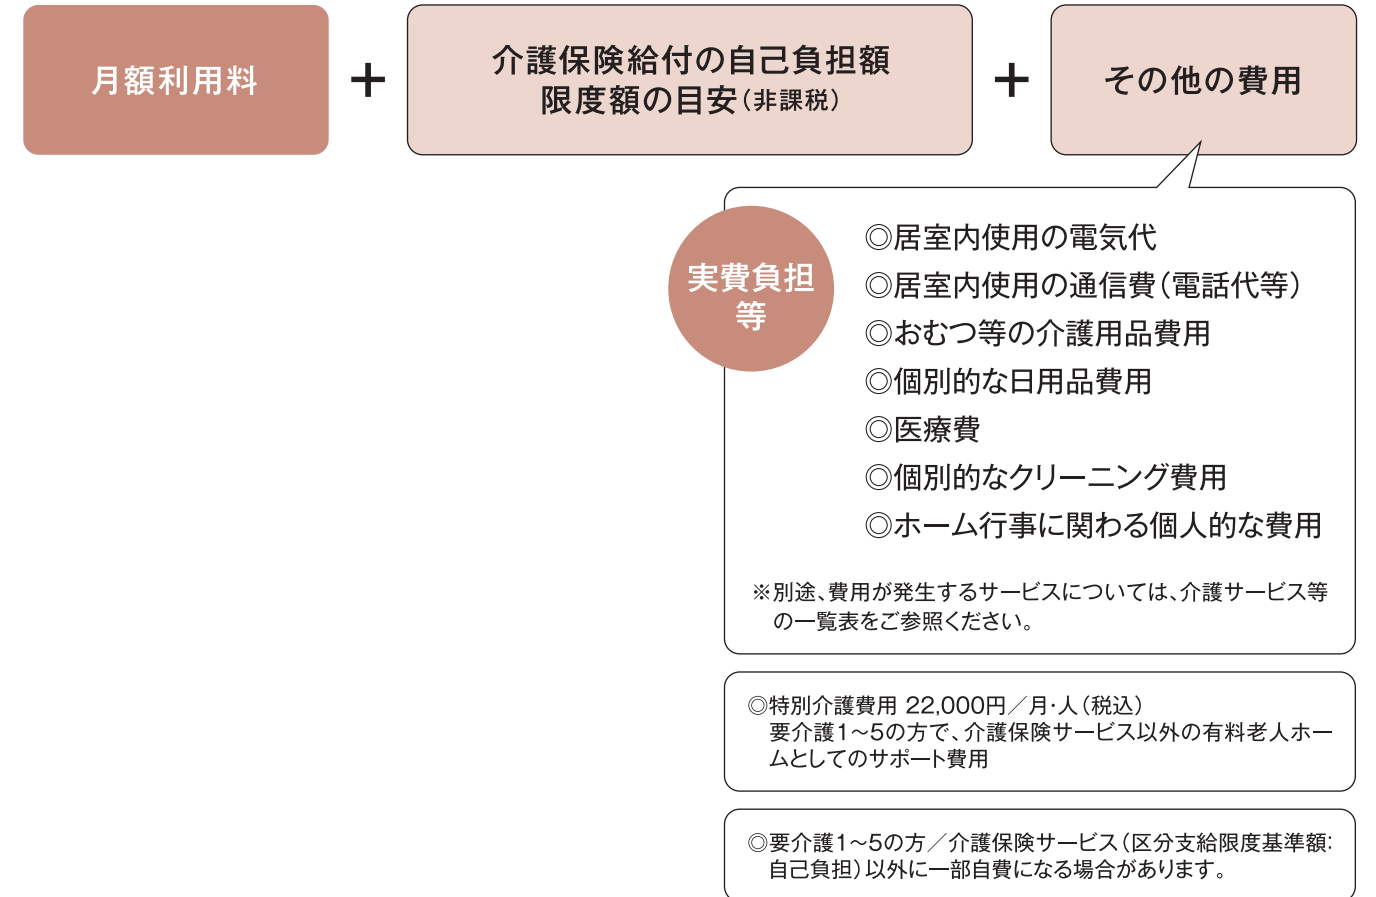 月額利用料
+
介護保険給付の自己負担額
限度額の目安(非課税)
+
その他の費用
実費負担
等
◎居室内使用の電気代
◎居室内使用の通信費(電話代等)
◎おむつ等の介護用品費用
◎個別的な日用品費用
◎医療費
◎個別的なクリーニング費用
◎ホーム行事に関わる個人的な費用
※別途、費用が発生するサービスについては、介護サービス等
の一覧表をご参照ください。
◎特別介護費用 22,000円/月・人(税込)
要介護1〜5の方で、介護保険サービス以外の有料老人ホー
ムとしてのサポート費用
◎要介護1〜5の方/介護保険サービス(区分支給限度基準額:
自己負担)以外に一部自費になる場合があります。